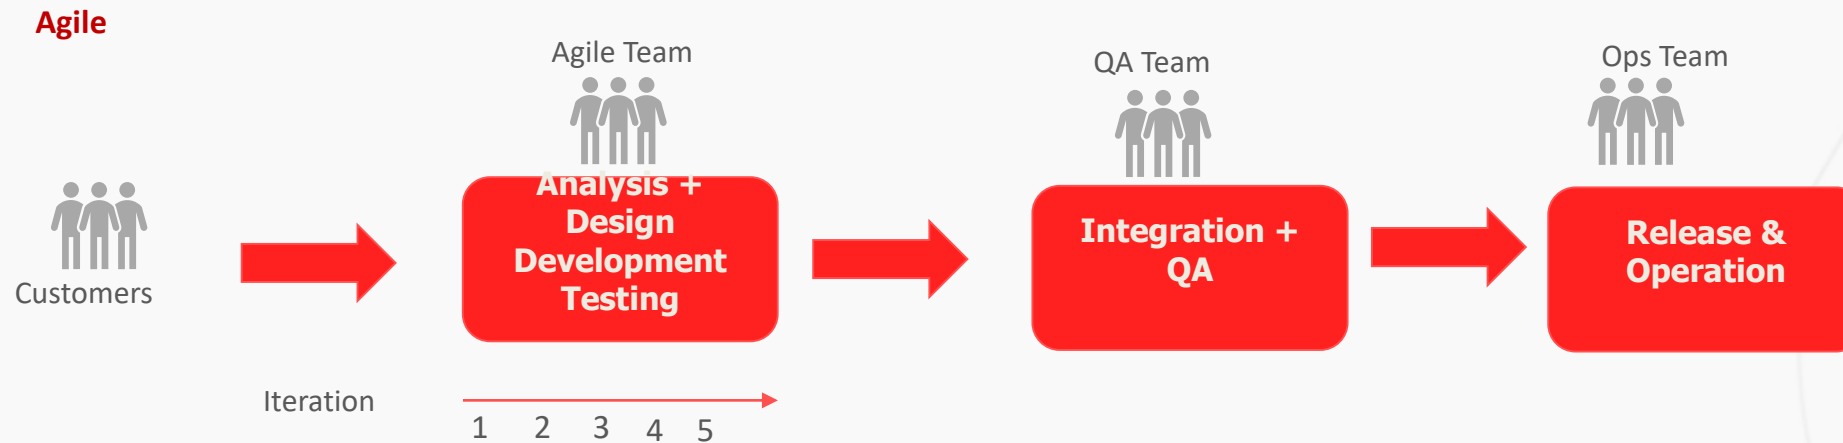 Agile
Agile Team
QA Team
Ops Team
Customers
Analysis +
Design
Development
Testing
Integration +
QA
Release &
Operation
Iteration
1 2 3 4 5